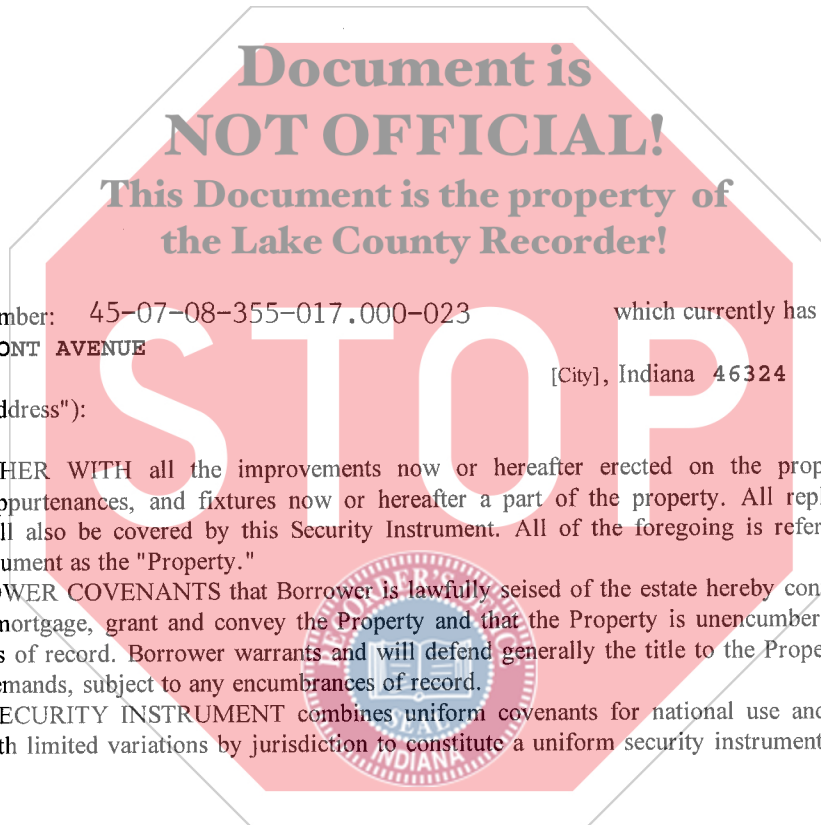 Document is
NOT OFFICIAL!
This Document is the property of
the Lake County Recorder!
mber: 45-07-08-355-017.000-023 which currently has
ONT AVENUE
[City], Indiana 46324
ddress"):
STOP
HER WITH all the improvements now or hereafter erected on the prop
ppurtenances, and fixtures now or hereafter a part of the property. All repl
ll also be covered by this Security Instrument. All of the foregoing is refer
ument as the "Property."
OWER COVENANTS that Borrower is lawfully seised of the estate hereby con
mortgage, grant and convey the Property and that the Property is unencumber
s of record. Borrower warrants and will defend generally the title to the Prope
emands, subject to any encumbrances of record.
ECURITY INSTRUMENT combines uniform covenants for national use and
th limited variations by jurisdiction to constitute a uniform security instrument
RECORDER'S OFFICE
SEAL
INDIANA